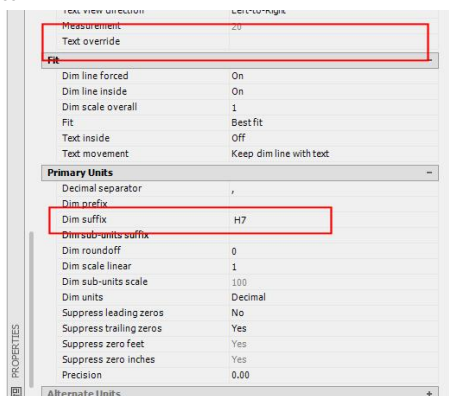 Text view direction Left-to-Right
Measurement 20
Text override
Fit -
Dim line forced On
Dim line inside On
Dim scale overall 1
Fit Best fit
Text inside Off
Text movement Keep dim line with text
Primary Units -
Decimal separator ,
Dim prefix
Dim suffix H7
Dim sub-units suffix
Dim roundoff 0
Dim scale linear 1
Dim sub-units scale 100
Dim units Decimal
Suppress leading zeros No
Suppress trailing zeros Yes
Suppress zero feet Yes
Suppress zero inches Yes
Precision 0.00
Alternate Units +
PROPERTIES